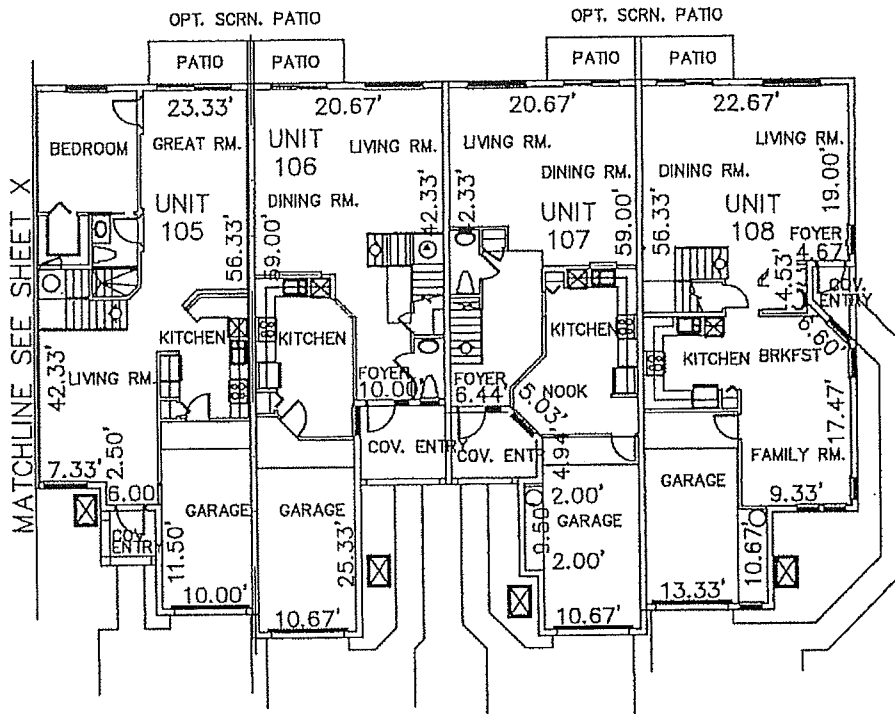 OPT. SCRN. PATIO
OPT. SCRN. PATIO
PATIO
PATIO
PATIO
PATIO
23.33'
20.67'
20.67'
22.67'
BEDROOM
GREAT RM.
UNIT
106
LIVING RM.
LIVING RM.
LIVING RM.
DINING RM.
DINING RM.
DINING RM.
UNIT
105
UNIT
107
UNIT
108
56.33'
59.00'
42.33'
42.33'
59.00'
56.33'
19.00'
FOYER
4.67'
4.53'
COV.
ENTRY
6.60'
MATCHLINE SEE SHEET X
KITCHEN
KITCHEN
KITCHEN
KITCHEN
BRKFST
LIVING RM.
42.33'
FOYER
10.00'
FOYER
6.44'
NOOK
5.03'
17.47'
COV. ENTRY
COV. ENTRY
4.94'
FAMILY RM.
7.33'
2.50'
6.00'
GARAGE
GARAGE
GARAGE
GARAGE
9.33'
COV.
ENTRY
11.50'
25.33'
9.50'
2.00'
2.00'
10.67'
10.00'
10.67'
10.67'
13.33'